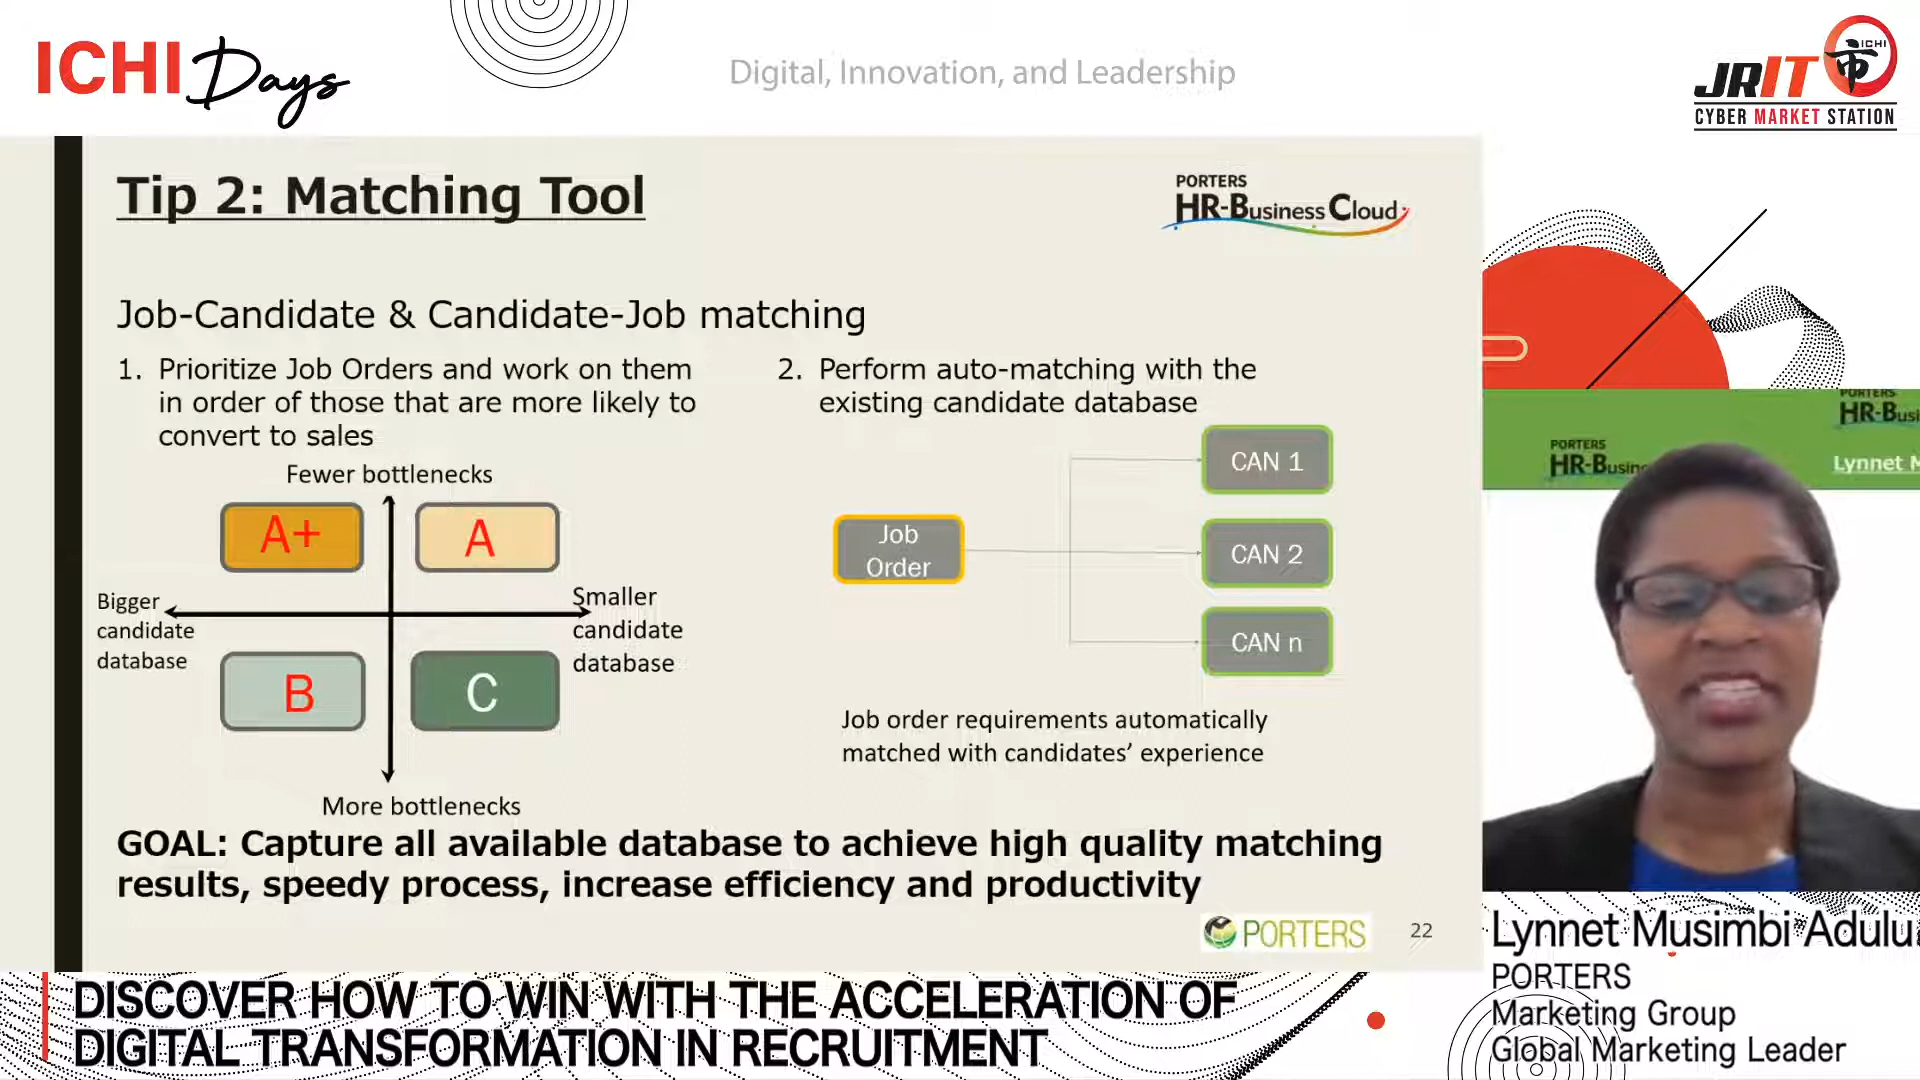 ICHI Days
Digital, Innovation, and Leadership
JRIT ICHI 市
CYBER MARKET STATION
Tip 2: Matching Tool
PORTERS
HR-Business Cloud
Job-Candidate & Candidate-Job matching
1. Prioritize Job Orders and work on them
in order of those that are more likely to
convert to sales
Fewer bottlenecks
A+
A
Bigger
candidate
database
Smaller
candidate
database
B
C
More bottlenecks
2. Perform auto-matching with the
existing candidate database
Job
Order
CAN 1
CAN 2
CAN n
Job order requirements automatically
matched with candidates’ experience
GOAL: Capture all available database to achieve high quality matching
results, speedy process, increase efficiency and productivity
PORTERS
22
PORTERS
HR-Busi
PORTERS
HR-Busin
Lynnet M
Lynnet Musimbi Adulu
PORTERS
Marketing Group
Global Marketing Leader
DISCOVER HOW TO WIN WITH THE ACCELERATION OF
DIGITAL TRANSFORMATION IN RECRUITMENT